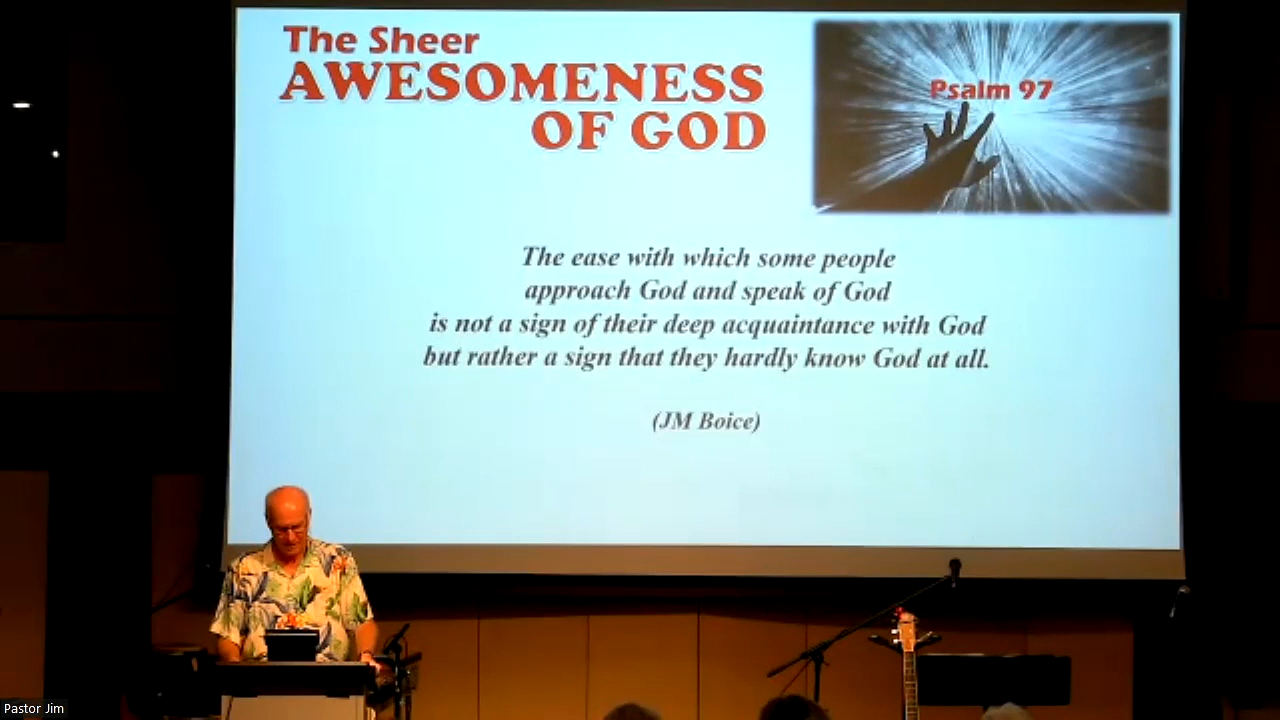 The Sheer
AWESOMENESS
OF GOD
Psalm 97
The ease with which some people
approach God and speak of God
is not a sign of their deep acquaintance with God
but rather a sign that they hardly know God at all.
(JM Boice)
Pastor Jim